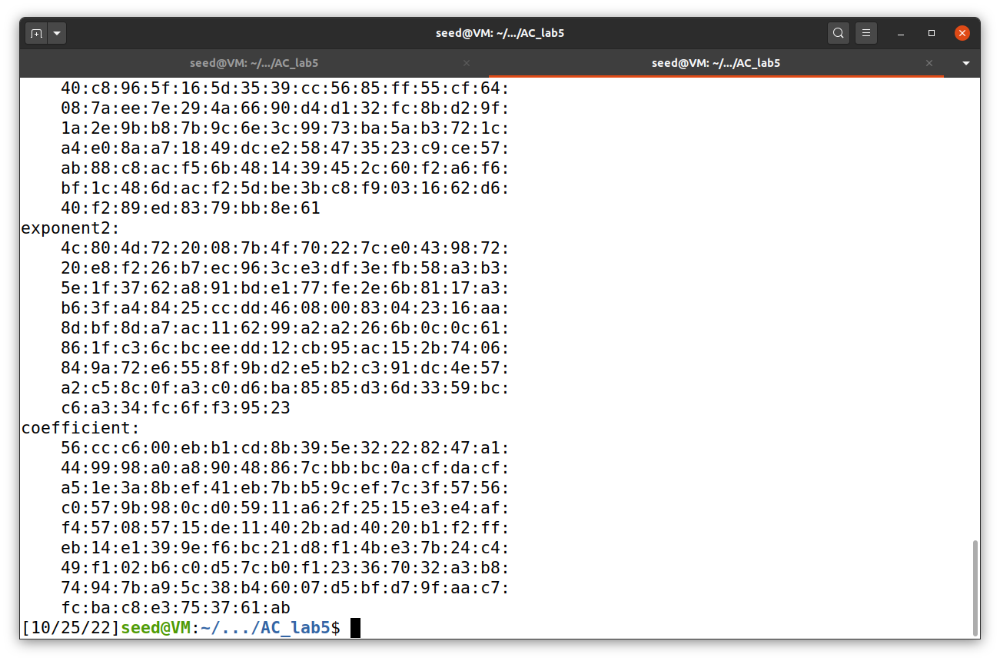 seed@VM: ~/.../AC_lab5
seed@VM: ~/.../AC_lab5 seed@VM: ~/.../AC_lab5
40:c8:96:5f:16:5d:35:39:cc:56:85:ff:55:cf:64:
08:7a:ee:7e:29:4a:66:90:d4:d1:32:fc:8b:d2:9f:
1a:2e:9b:b8:7b:9c:6e:3c:99:73:ba:5a:b3:72:1c:
a4:e0:8a:a7:18:49:dc:e2:58:47:35:23:c9:ce:57:
ab:88:c8:ac:f5:6b:48:14:39:45:2c:60:f2:a6:f6:
bf:1c:48:6d:ac:f2:5d:be:3b:c8:f9:03:16:62:d6:
40:f2:89:ed:83:79:bb:8e:61
exponent2:
4c:80:4d:72:20:08:7b:4f:70:22:7c:e0:43:98:72:
20:e8:f2:26:b7:ec:96:3c:e3:df:3e:fb:58:a3:b3:
5e:1f:37:62:a8:91:bd:e1:77:fe:2e:6b:81:17:a3:
b6:3f:a4:84:25:cc:dd:46:08:00:83:04:23:16:aa:
8d:bf:8d:a7:ac:11:62:99:a2:a2:26:6b:0c:0c:61:
86:1f:c3:6c:bc:ee:dd:12:cb:95:ac:15:2b:74:06:
84:9a:72:e6:55:8f:9b:d2:e5:b2:c3:91:dc:4e:57:
a2:c5:8c:0f:a3:c0:d6:ba:85:85:d3:6d:33:59:bc:
c6:a3:34:fc:6f:f3:95:23
coefficient:
56:cc:c6:00:eb:b1:cd:8b:39:5e:32:22:82:47:a1:
44:99:98:a0:a8:90:48:86:7c:bb:bc:0a:cf:da:cf:
a5:1e:3a:8b:ef:41:eb:7b:b5:9c:ef:7c:3f:57:56:
c0:57:9b:98:0c:d0:59:11:a6:2f:25:15:e3:e4:af:
f4:57:08:57:15:de:11:40:2b:ad:40:20:b1:f2:ff:
eb:14:e1:39:9e:f6:bc:21:d8:f1:4b:e3:7b:24:c4:
49:f1:02:b6:c0:d5:7c:b0:f1:23:36:70:32:a3:b8:
74:94:7b:a9:5c:38:b4:60:07:d5:bf:d7:9f:aa:c7:
fc:ba:c8:e3:75:37:61:ab
[10/25/22]seed@VM:~/.../AC_lab5$